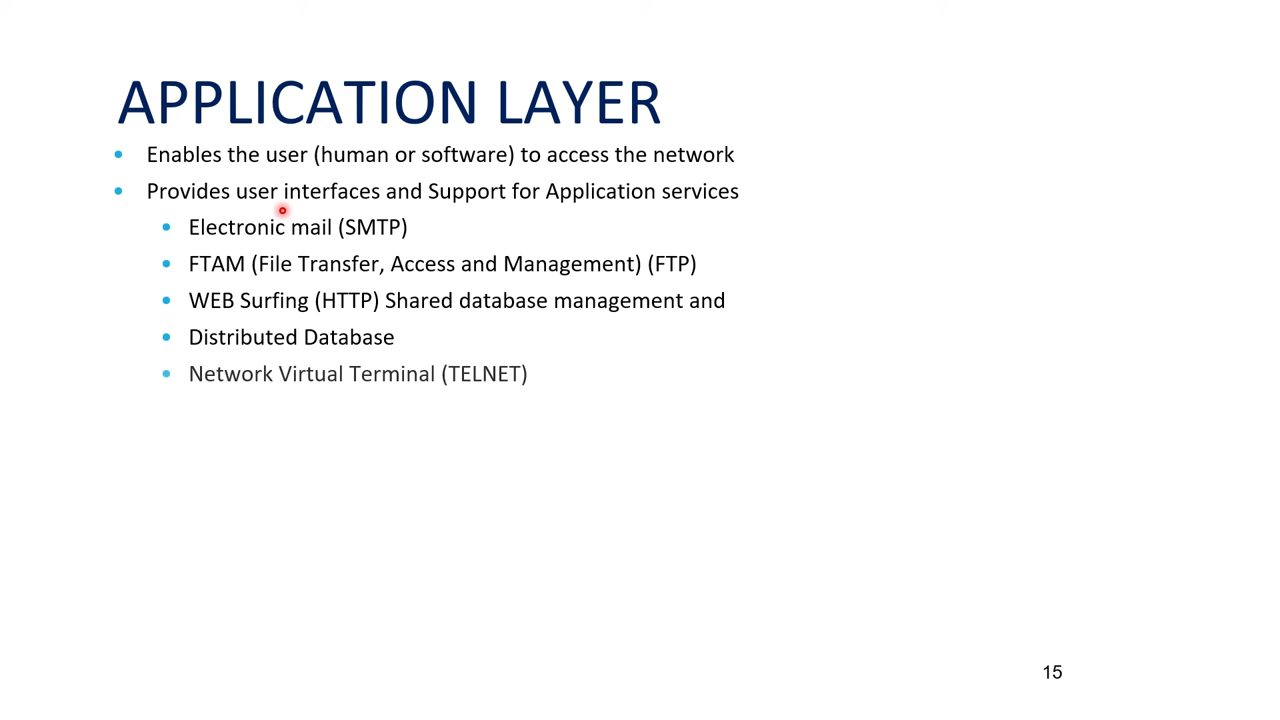 APPLICATION LAYER
• Enables the user (human or software) to access the network
• Provides user interfaces and Support for Application services
• Electronic mail (SMTP)
• FTAM (File Transfer, Access and Management) (FTP)
• WEB Surfing (HTTP) Shared database management and
• Distributed Database
• Network Virtual Terminal (TELNET)
15